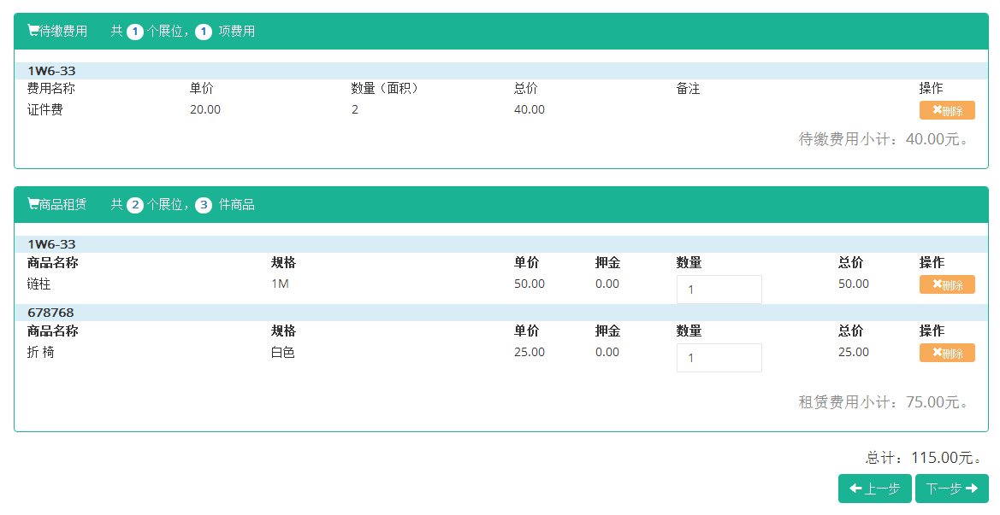 待缴费用 共 1 个展位， 1 项费用
1W6-33
费用名称 单价 数量（面积） 总价 备注 操作
证件费 20.00 2 40.00 删除
待缴费用小计：40.00元。
商品租赁 共 2 个展位， 3 件商品
1W6-33
商品名称 规格 单价 押金 数量 总价 操作
链柱 1M 50.00 0.00 1 50.00 删除
678768
商品名称 规格 单价 押金 数量 总价 操作
折 椅 白色 25.00 0.00 1 25.00 删除
租赁费用小计：75.00元。
总计：115.00元。
上一步 下一步